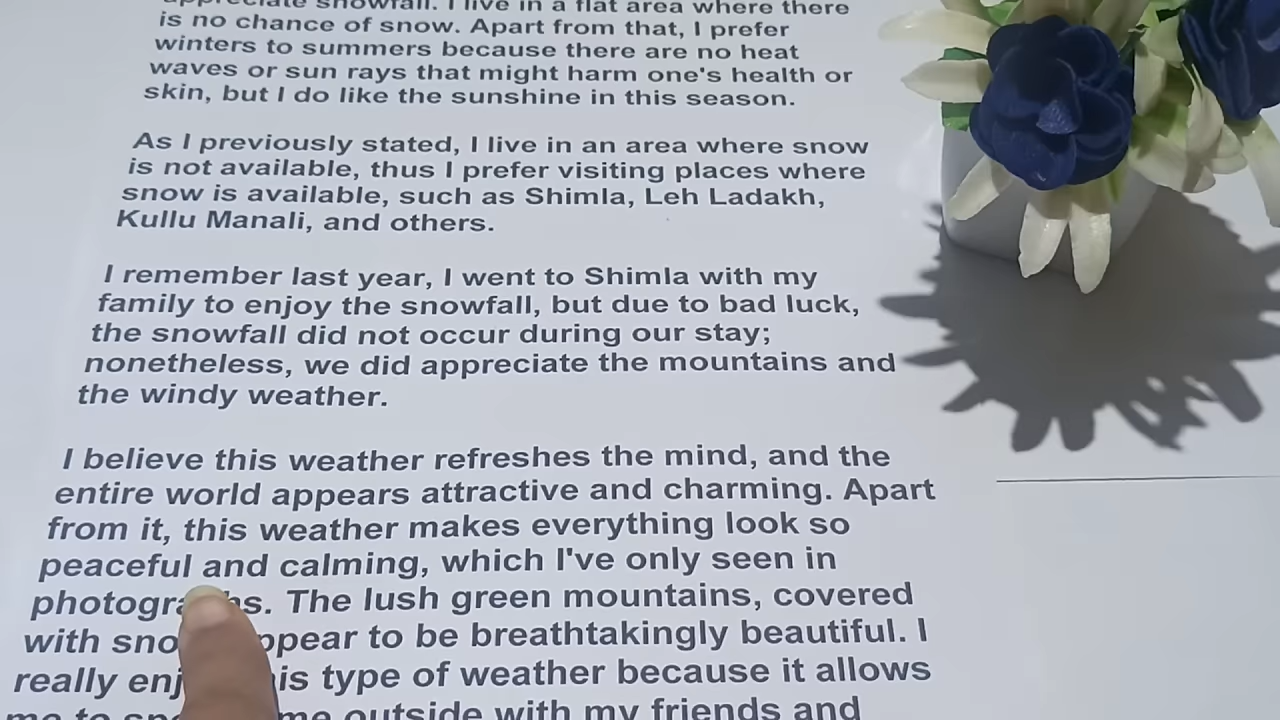 appreciate snowfall. I live in a flat area where there
is no chance of snow. Apart from that, I prefer
winters to summers because there are no heat
waves or sun rays that might harm one's health or
skin, but I do like the sunshine in this season.
As I previously stated, I live in an area where snow
is not available, thus I prefer visiting places where
snow is available, such as Shimla, Leh Ladakh,
Kullu Manali, and others.
I remember last year, I went to Shimla with my
family to enjoy the snowfall, but due to bad luck,
the snowfall did not occur during our stay;
nonetheless, we did appreciate the mountains and
the windy weather.
I believe this weather refreshes the mind, and the
entire world appears attractive and charming. Apart
from it, this weather makes everything look so
peaceful and calming, which I've only seen in
photographs. The lush green mountains, covered
with appear to be breathtakingly beautiful. I
really type of weather because it allows
me to outside with my friends and